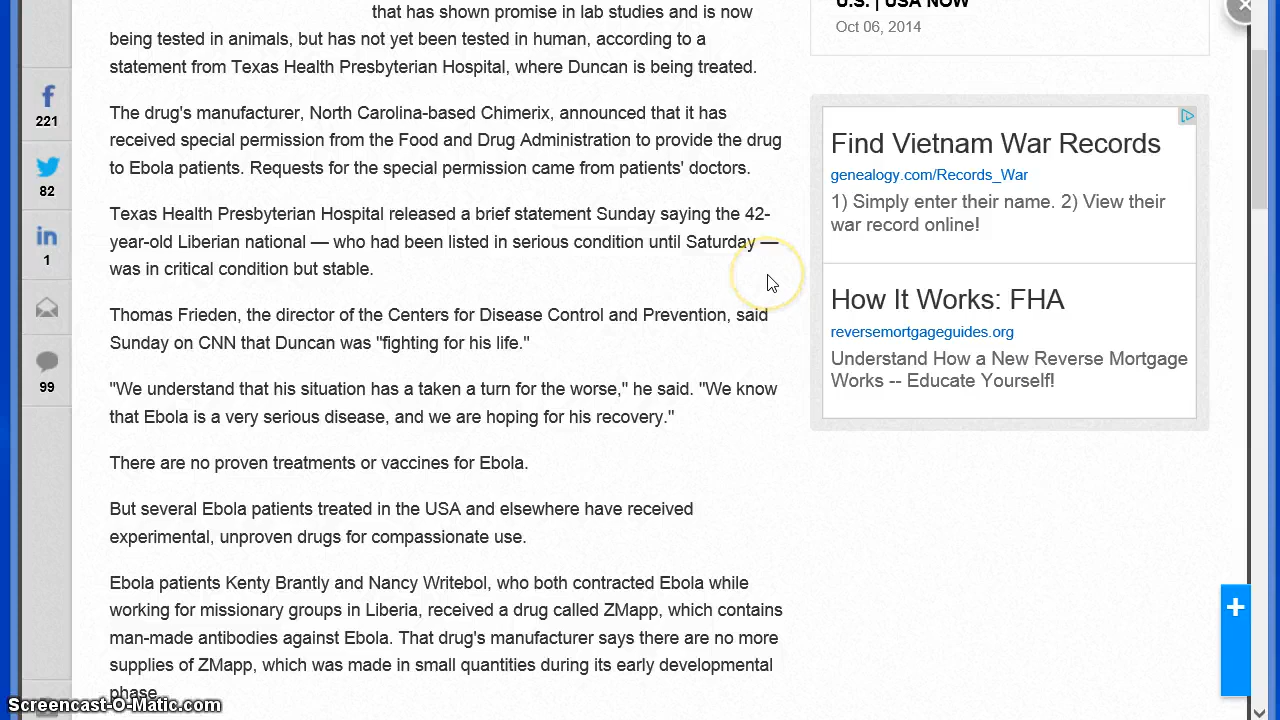 that has shown promise in lab studies and is now
being tested in animals, but has not yet been tested in human, according to a
statement from Texas Health Presbyterian Hospital, where Duncan is being treated.
The drug's manufacturer, North Carolina-based Chimerix, announced that it has
received special permission from the Food and Drug Administration to provide the drug
to Ebola patients. Requests for the special permission came from patients' doctors.
Texas Health Presbyterian Hospital released a brief statement Sunday saying the 42-
year-old Liberian national — who had been listed in serious condition until Saturday —
was in critical condition but stable.
Thomas Frieden, the director of the Centers for Disease Control and Prevention, said
Sunday on CNN that Duncan was "fighting for his life."
"We understand that his situation has a taken a turn for the worse," he said. "We know
that Ebola is a very serious disease, and we are hoping for his recovery."
There are no proven treatments or vaccines for Ebola.
But several Ebola patients treated in the USA and elsewhere have received
experimental, unproven drugs for compassionate use.
Ebola patients Kenty Brantly and Nancy Writebol, who both contracted Ebola while
working for missionary groups in Liberia, received a drug called ZMapp, which contains
man-made antibodies against Ebola. That drug's manufacturer says there are no more
supplies of ZMapp, which was made in small quantities during its early developmental
phase.
221
82
1
99
U.S. | USA NOW
Oct 06, 2014
Find Vietnam War Records
genealogy.com/Records_War
1) Simply enter their name. 2) View their
war record online!
How It Works: FHA
reversemortgageguides.org
Understand How a New Reverse Mortgage
Works -- Educate Yourself!
Screencast-O-Matic.com